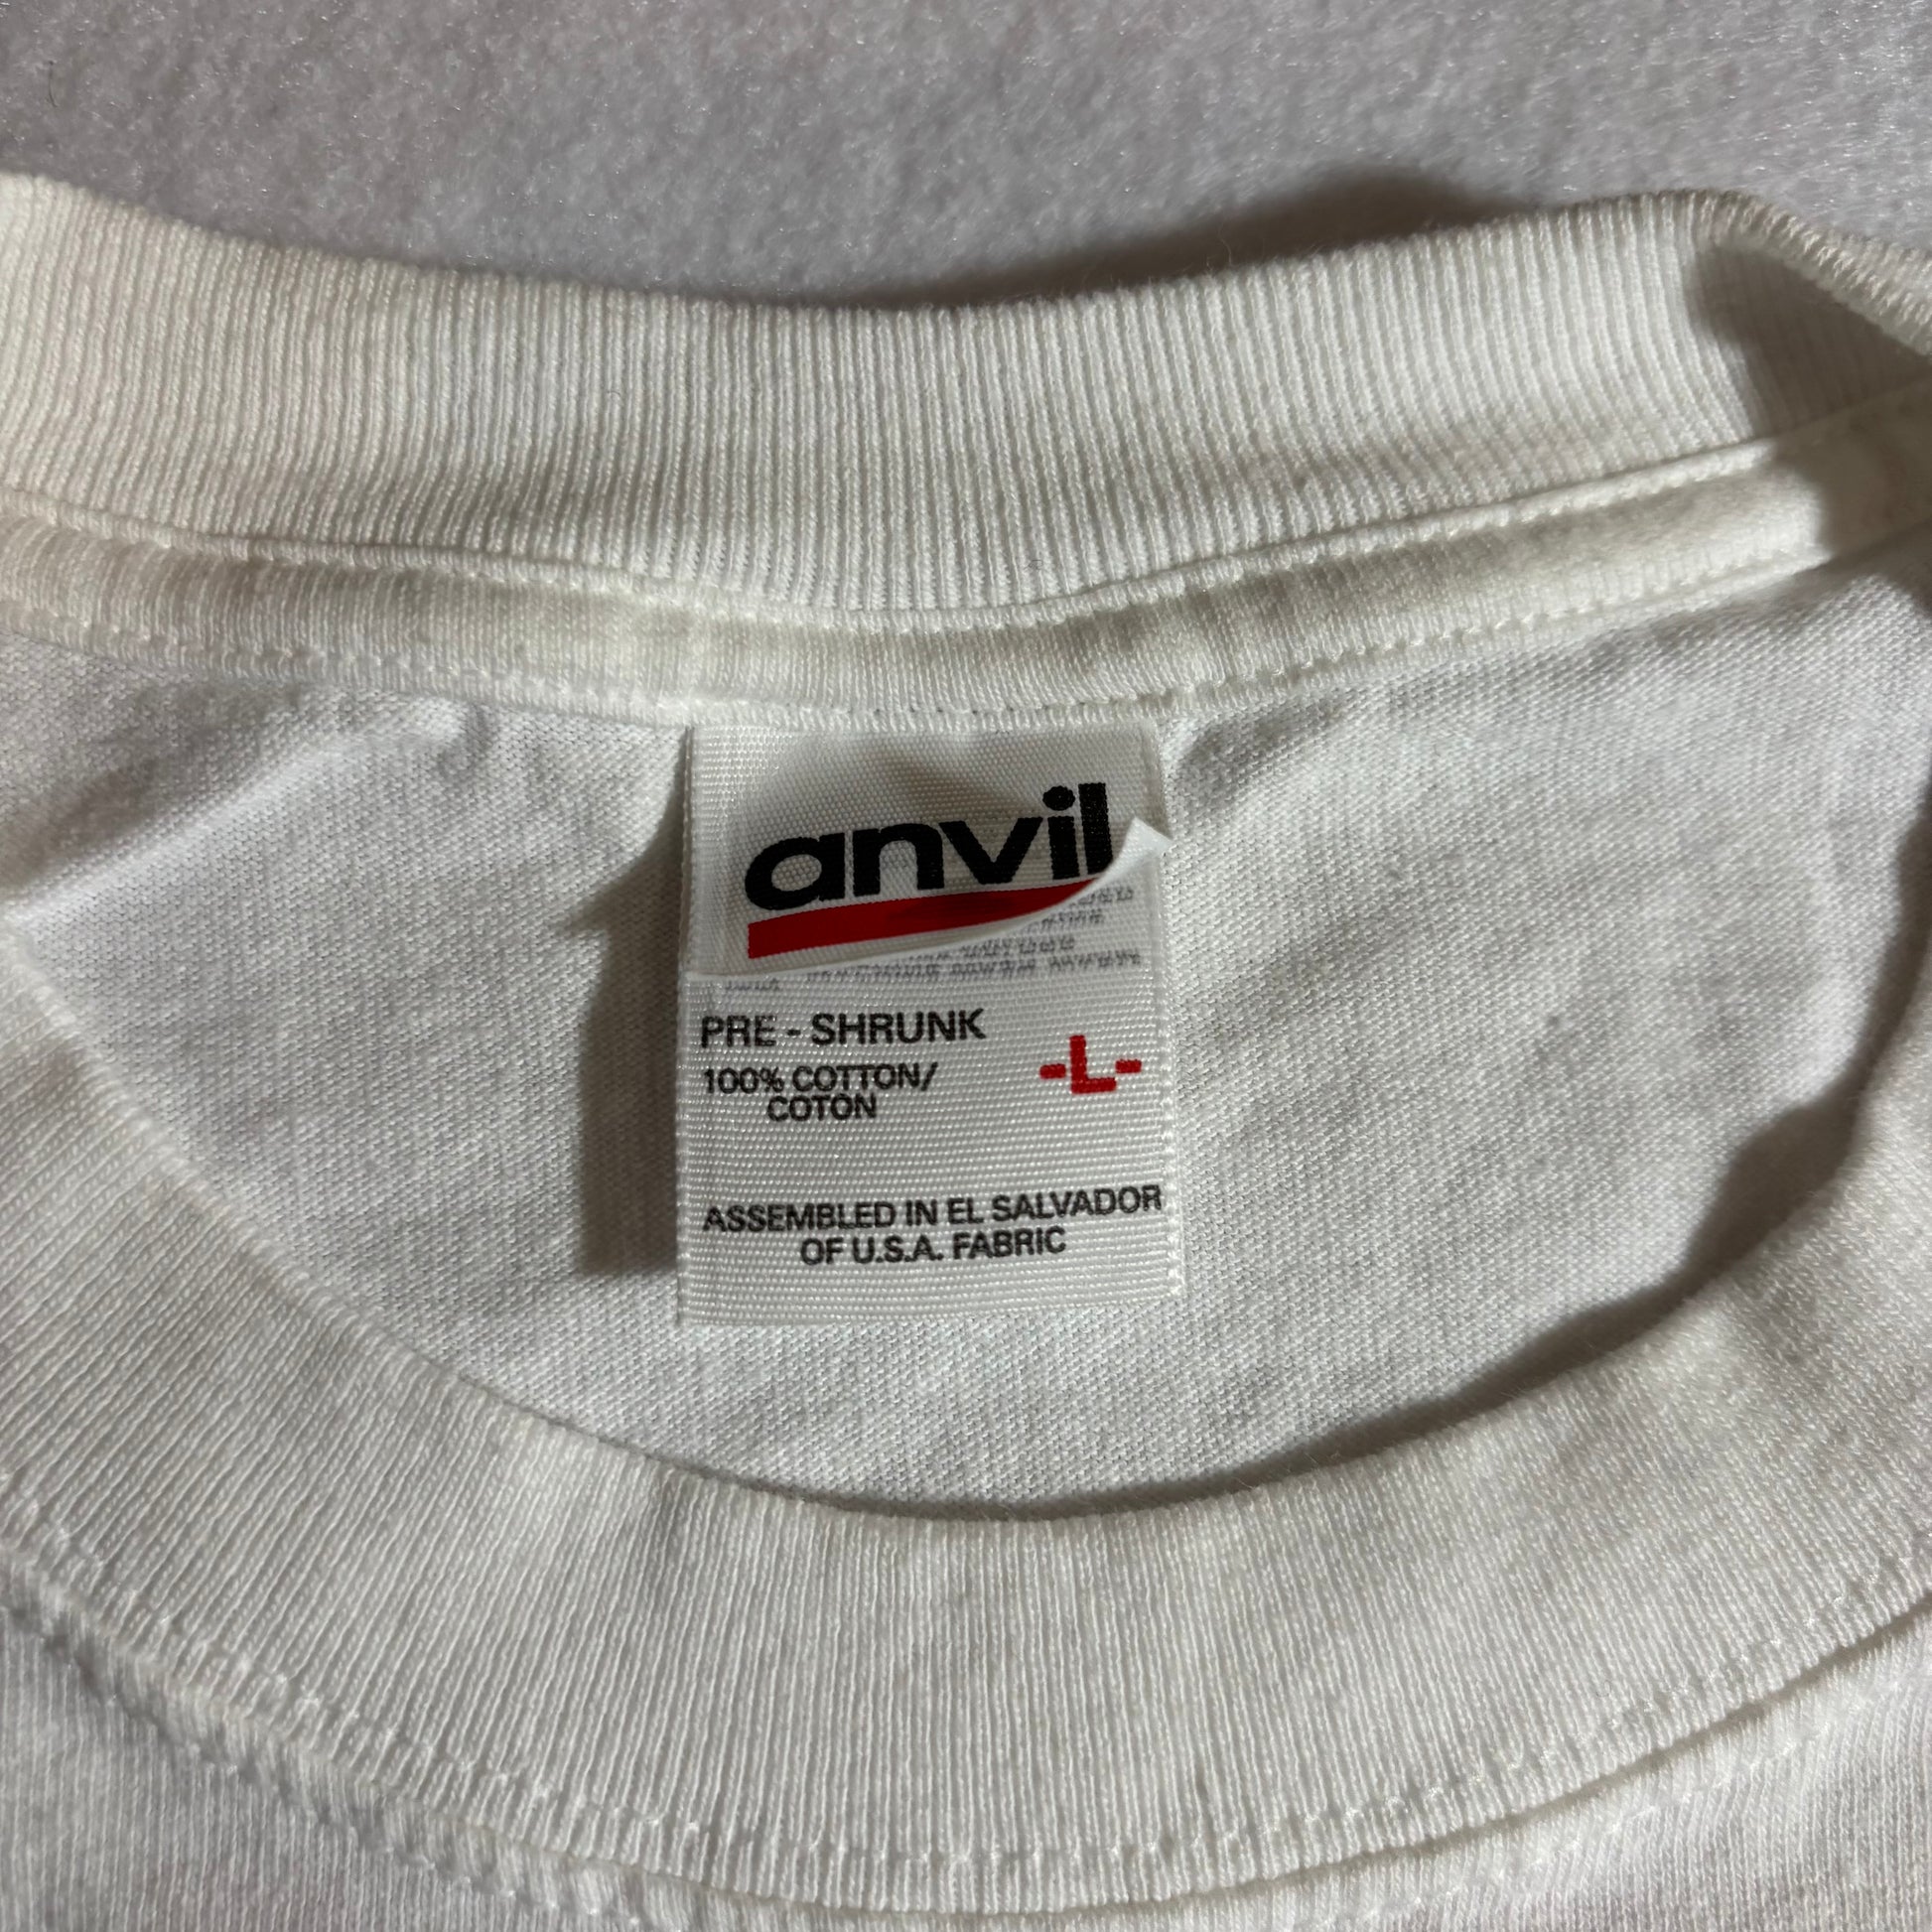 anvil
PRE - SHRUNK
-L-
100% COTTON/
COTON
ASSEMBLED IN EL SALVADOR
OF U.S.A. FABRIC